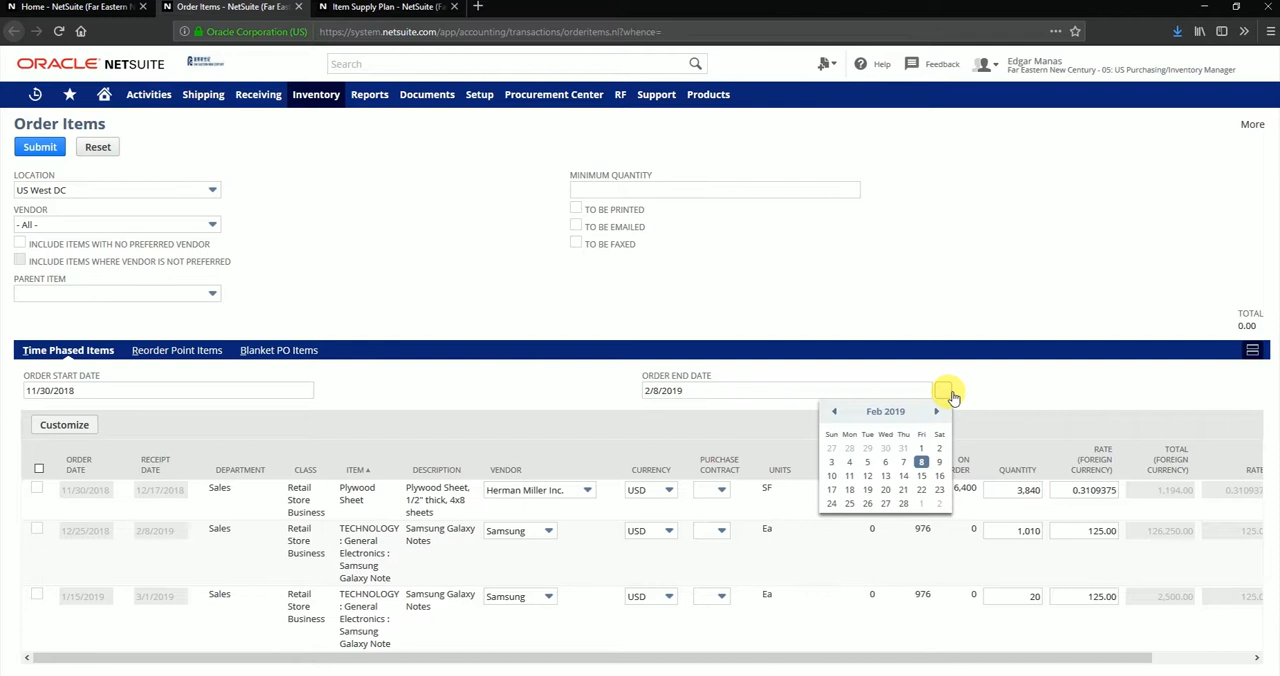 Home - NetSuite (Far Eastern N
Order Items - NetSuite (Far Eas
Item Supply Plan - NetSuite (Fa
Oracle Corporation (US)
https://system.netsuite.com/app/accounting/transactions/orderitems.nl?whence=
ORACLE NETSUITE
Search
Help
Feedback
Edgar Manas
Far Eastern New Century - 05: US Purchasing/Inventory Manager
Activities Shipping Receiving Inventory Reports Documents Setup Procurement Center RF Support Products
Order Items
More
Submit Reset
LOCATION
US West DC
VENDOR
- All -
INCLUDE ITEMS WITH NO PREFERRED VENDOR
INCLUDE ITEMS WHERE VENDOR IS NOT PREFERRED
PARENT ITEM
MINIMUM QUANTITY
TO BE PRINTED
TO BE EMAILED
TO BE FAXED
TOTAL
0.00
Time Phased Items Reorder Point Items Blanket PO Items
ORDER START DATE
11/30/2018
ORDER END DATE
2/8/2019
Feb 2019
Sun Mon Tue Wed Thu Fri Sat
27 28 29 30 31 1 2
3 4 5 6 7 8 9
10 11 12 13 14 15 16
17 18 19 20 21 22 23
24 25 26 27 28 1 2
Customize
ORDER DATE
RECEIPT DATE
DEPARTMENT
CLASS
ITEM
DESCRIPTION
VENDOR
CURRENCY
PURCHASE CONTRACT
UNITS
ON
QUANTITY
RATE (FOREIGN CURRENCY)
TOTAL (FOREIGN CURRENCY)
RATE
11/30/2018
12/17/2018
Sales
Retail Store Business
Plywood Sheet
Plywood Sheet, 1/2" thick, 4x8 sheets
Herman Miller Inc.
USD
SF
6,400
3,840
0.3109375
1,194.00
0.3109375
12/25/2018
2/8/2019
Sales
Retail Store Business
TECHNOLOGY : General Electronics : Samsung Galaxy Note
Samsung Galaxy Notes
Samsung
USD
Ea
0
976
0
1,010
125.00
126,250.00
125.00
1/15/2019
3/1/2019
Sales
Retail Store Business
TECHNOLOGY : General Electronics : Samsung Galaxy Note
Samsung Galaxy Notes
Samsung
USD
Ea
0
976
0
20
125.00
2,500.00
125.00